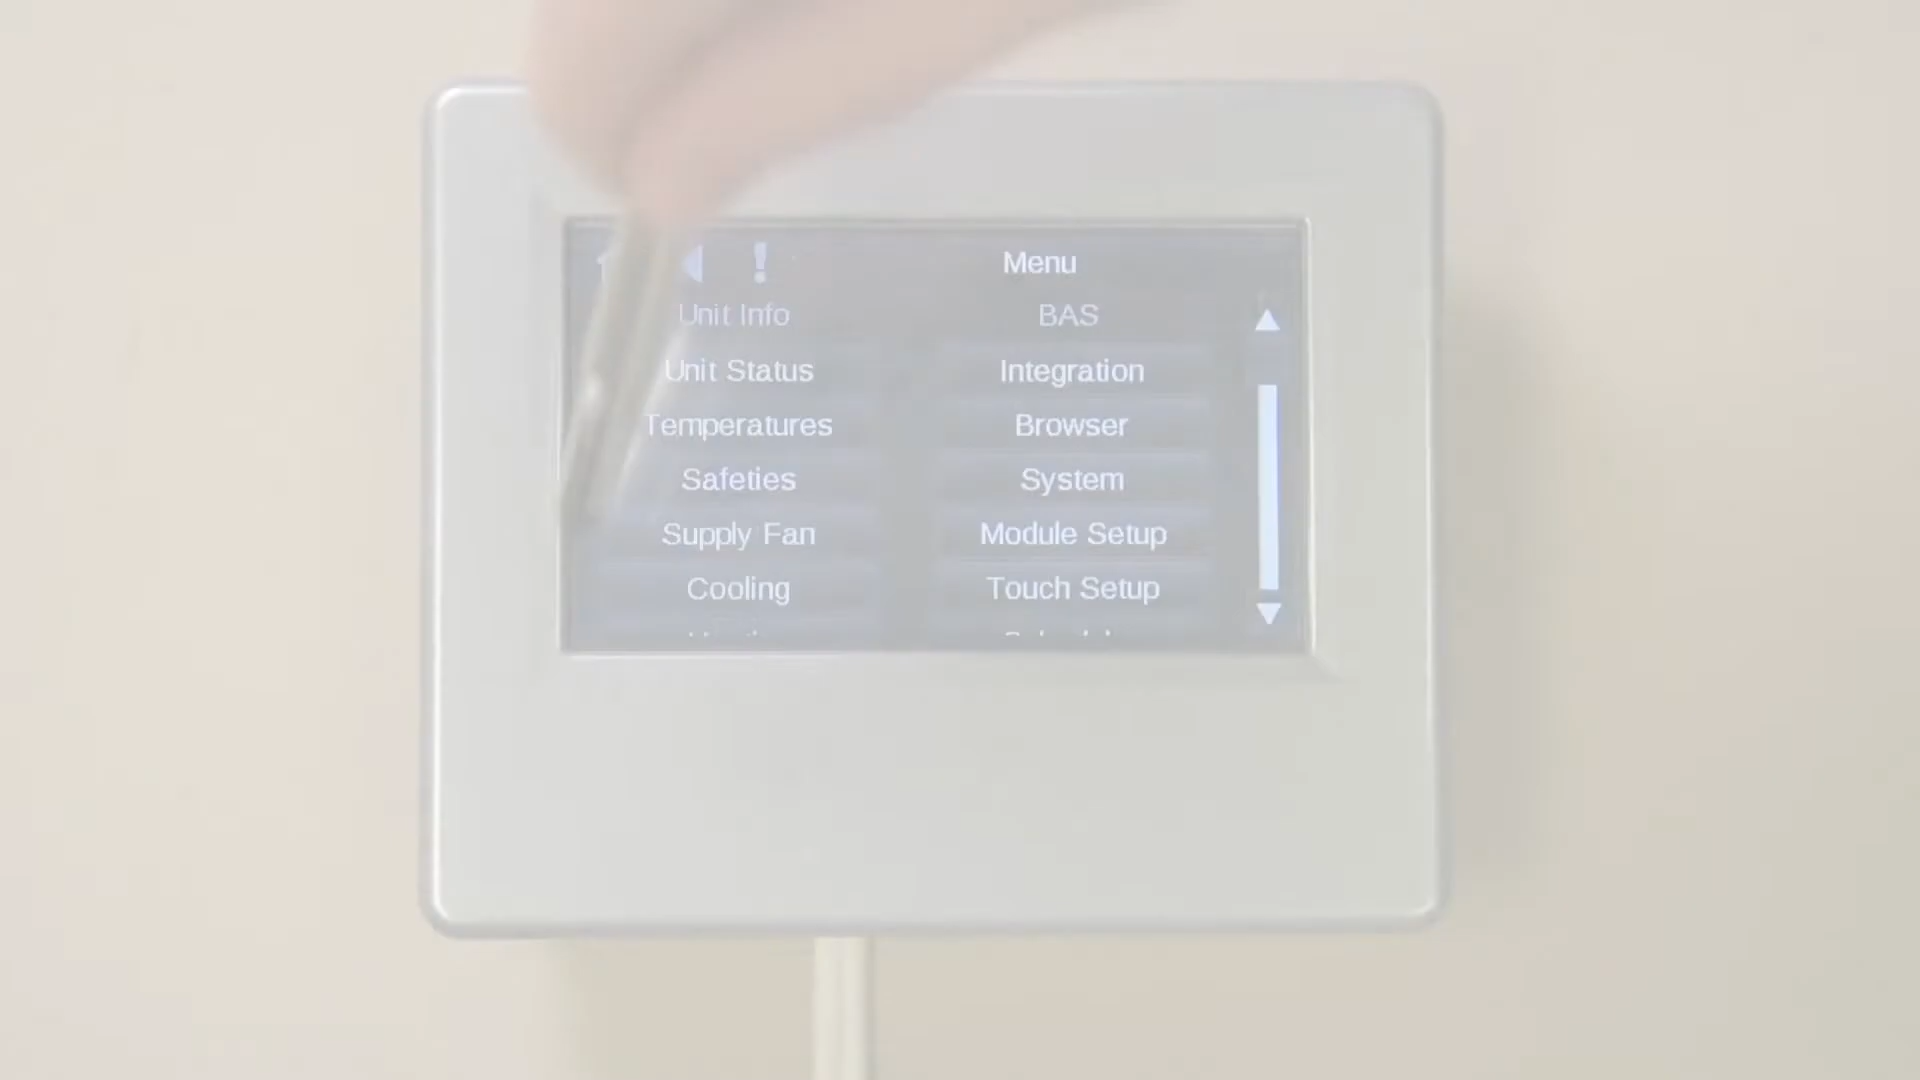 ! Menu
Unit Info BAS
Unit Status Integration
Temperatures Browser
Safeties System
Supply Fan Module Setup
Cooling Touch Setup